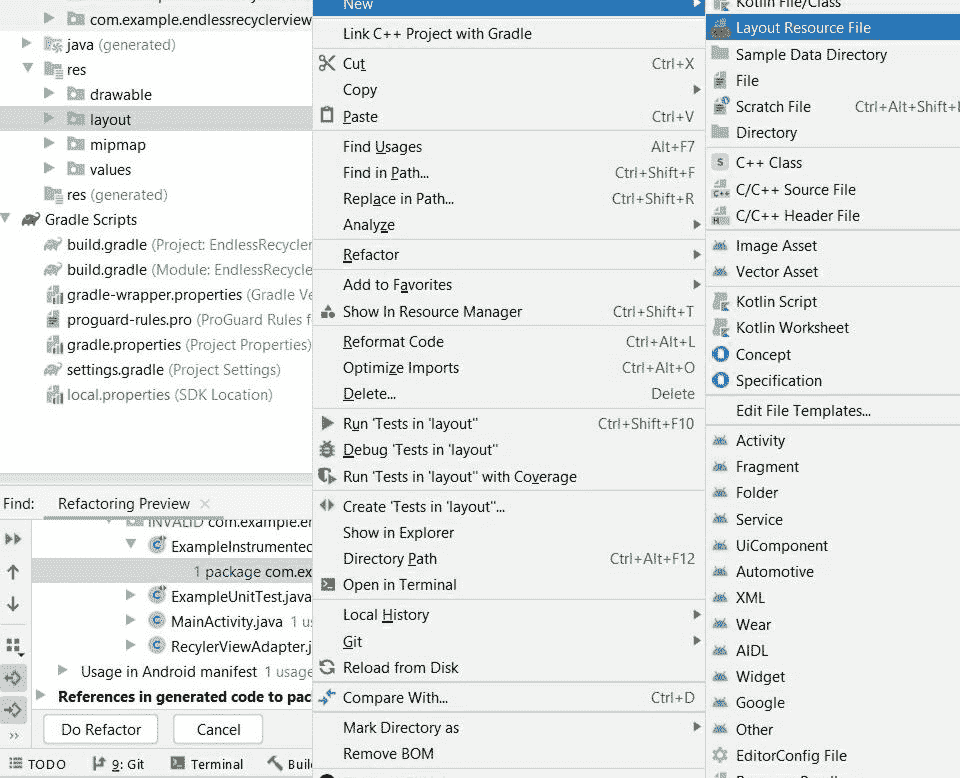 com.example.endlessrecyclerview
java (generated)
res
drawable
layout
mipmap
values
res (generated)
Gradle Scripts
build.gradle (Project: EndlessRecycler
build.gradle (Module: EndlessRecycle
gradle-wrapper.properties (Gradle Ve
proguard-rules.pro (ProGuard Rules f
gradle.properties (Project Properties)
settings.gradle (Project Settings)
local.properties (SDK Location)
Find: Refactoring Preview
INVALID com.example.er
ExampleInstrumented
1 package com.ex
ExampleUnitTest.java
MainActivity.java 1 u
RecylerViewAdapter.j
Usage in Android manifest 1 usage
References in generated code to pac
Do Refactor
Cancel
TODO
9: Git
Terminal
Buil
New
Link C++ Project with Gradle
Cut Ctrl+X
Copy
Paste Ctrl+V
Find Usages Alt+F7
Find in Path... Ctrl+Shift+F
Replace in Path... Ctrl+Shift+R
Analyze
Refactor
Add to Favorites
Show In Resource Manager Ctrl+Shift+T
Reformat Code Ctrl+Alt+L
Optimize Imports Ctrl+Alt+O
Delete... Delete
Run 'Tests in 'layout'' Ctrl+Shift+F10
Debug 'Tests in 'layout''
Run 'Tests in 'layout'' with Coverage
Create 'Tests in 'layout''...
Show in Explorer
Directory Path Ctrl+Alt+F12
Open in Terminal
Local History
Git
Reload from Disk
Compare With... Ctrl+D
Mark Directory as
Remove BOM
Kotlin File/Class
Layout Resource File
Sample Data Directory
File
Scratch File Ctrl+Alt+Shift+
Directory
S C++ Class
C/C++ Source File
C/C++ Header File
Image Asset
Vector Asset
Kotlin Script
Kotlin Worksheet
Concept
Specification
Edit File Templates...
Activity
Fragment
Folder
Service
UiComponent
Automotive
XML
Wear
AIDL
Widget
Google
Other
EditorConfig File